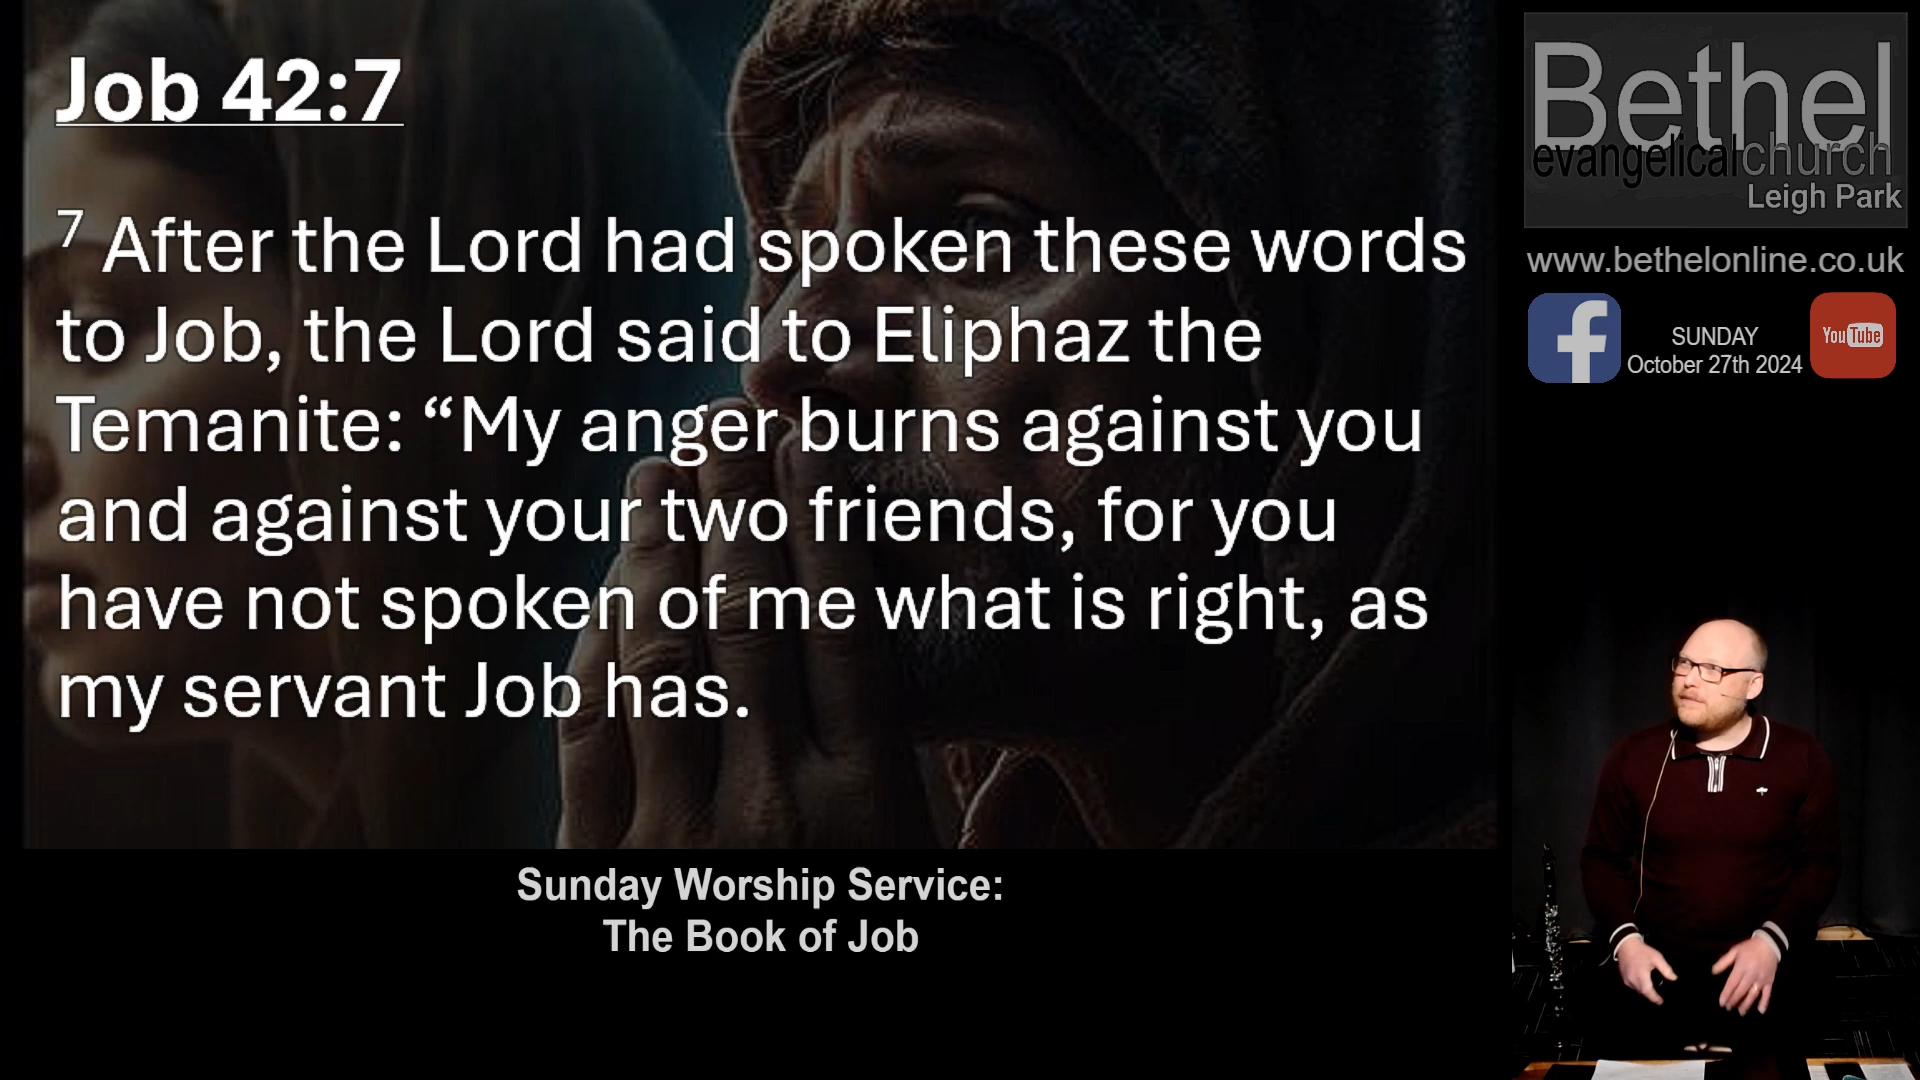 Job 42:7
7 After the Lord had spoken these words
to Job, the Lord said to Eliphaz the
Temanite: “My anger burns against you
and against your two friends, for you
have not spoken of me what is right, as
my servant Job has.
Sunday Worship Service:
The Book of Job
Bethel
evangelicalchurch
Leigh Park
www.bethelonline.co.uk
f
SUNDAY
October 27th 2024
YouTube